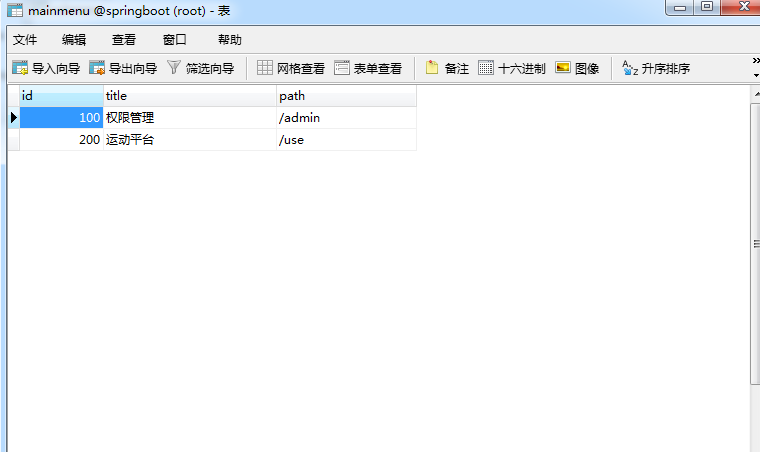 mainmenu @springboot (root) - 表
文件 编辑 查看 窗口 帮助
导入向导 导出向导 筛选向导 网格查看 表单查看 备注 十六进制 图像 升序排序
id title path
100 权限管理 /admin
200 运动平台 /use